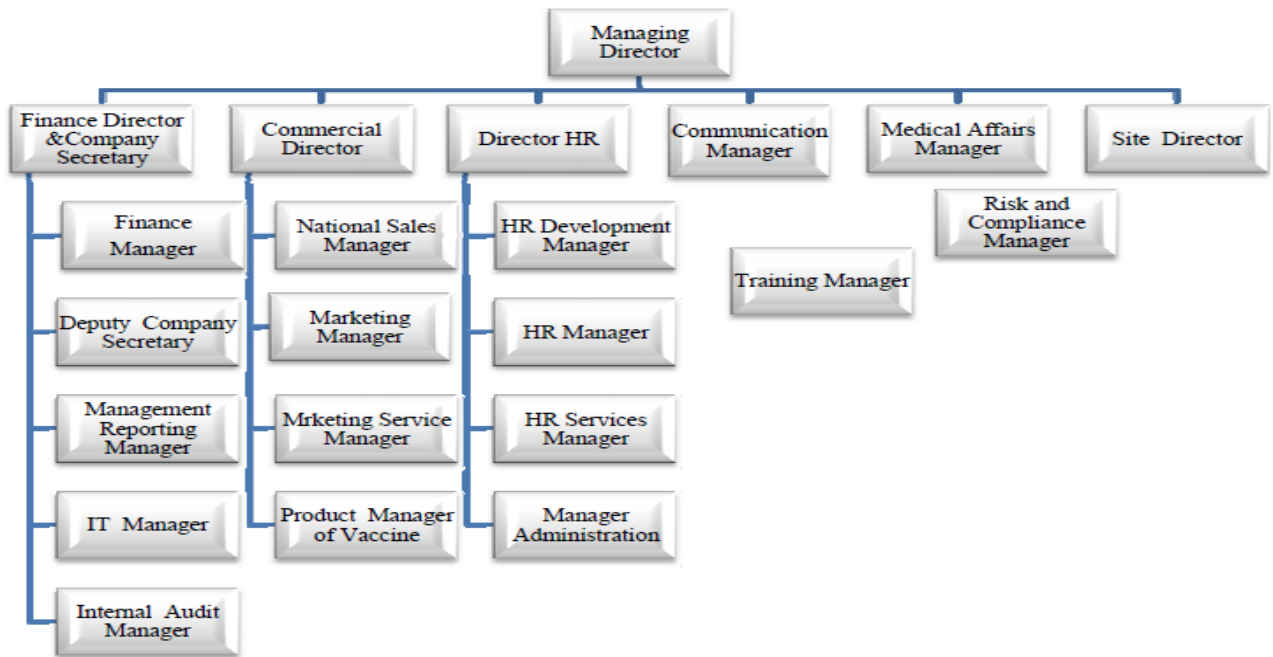 Managing
Director
Finance Director
&Company
Secretary
Commercial
Director
Director HR
Communication
Manager
Medical Affairs
Manager
Site Director
Finance
Manager
National Sales
Manager
HR Development
Manager
Risk and
Compliance
Manager
Training Manager
Deputy Company
Secretary
Marketing
Manager
HR Manager
Management
Reporting
Manager
Mrketing Service
Manager
HR Services
Manager
IT Manager
Product Manager
of Vaccine
Manager
Administration
Internal Audit
Manager